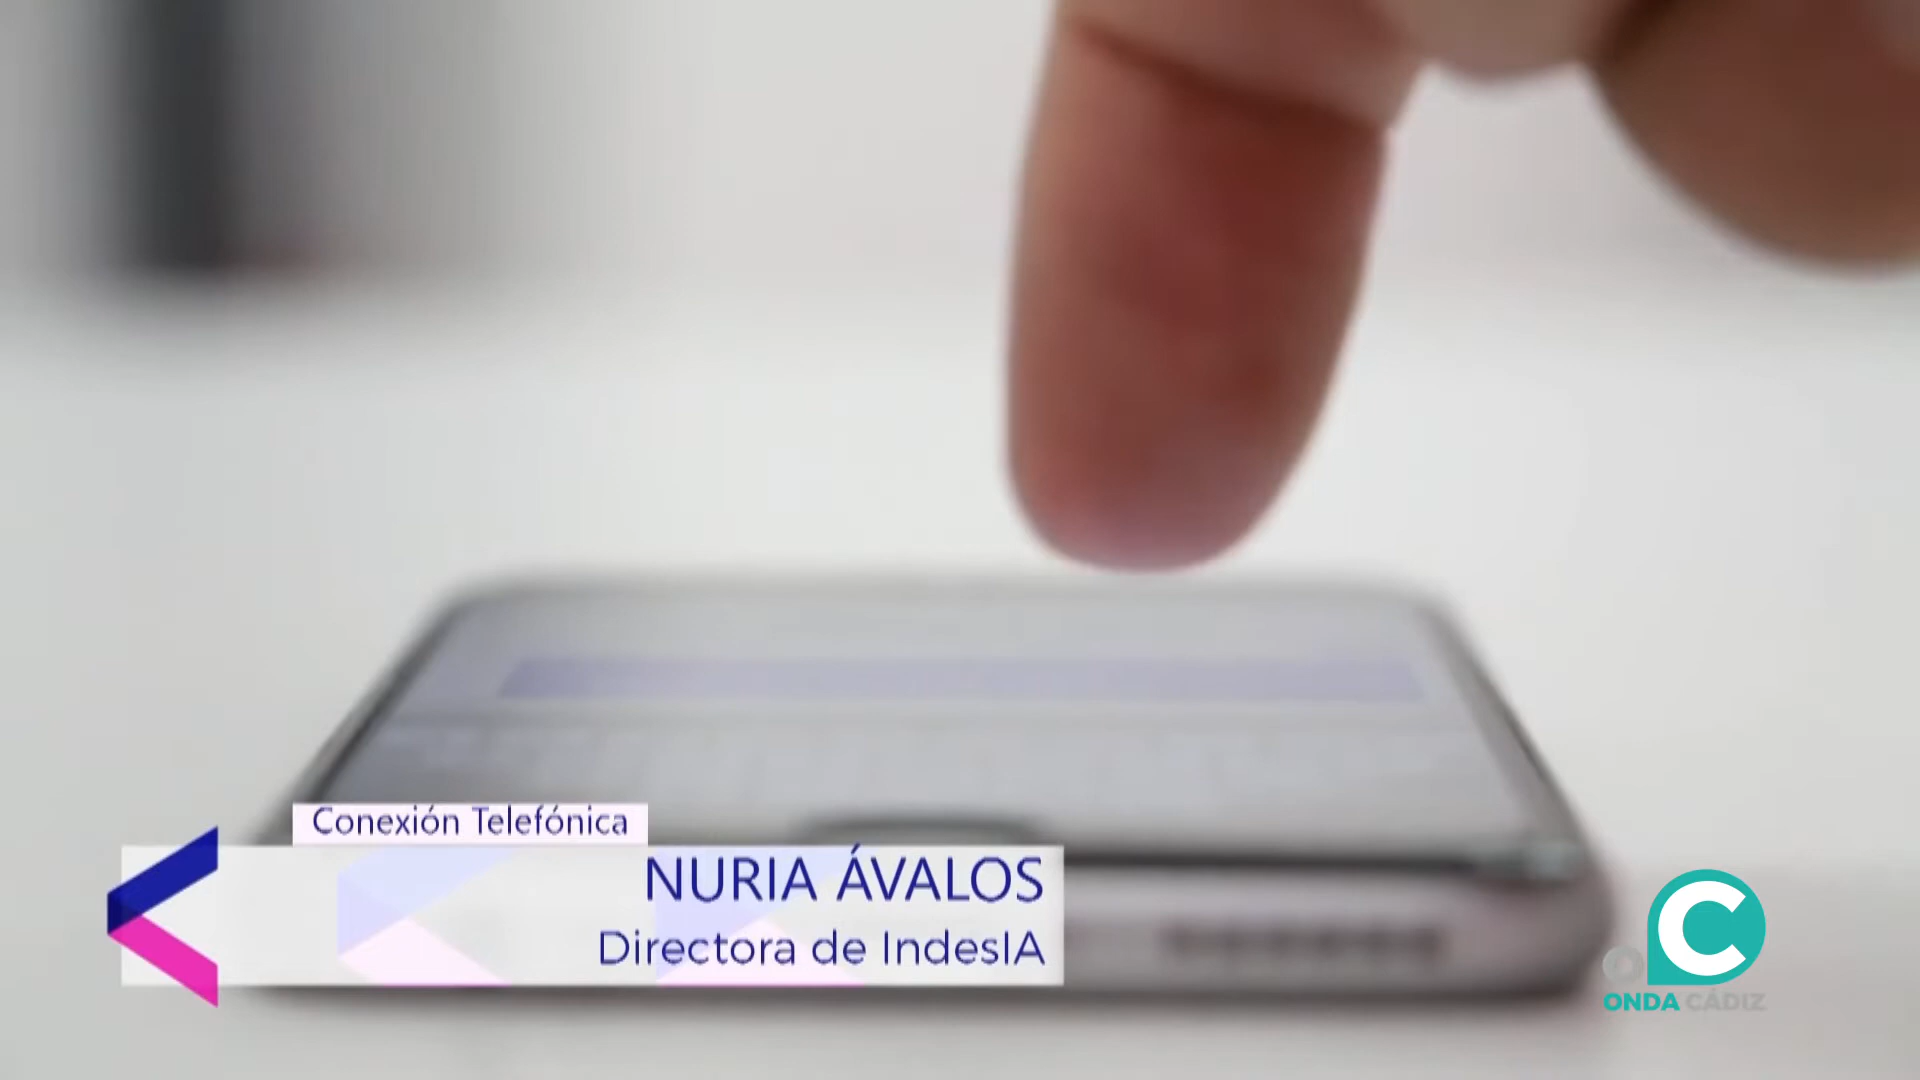 Conexión Telefónica
NURIA ÁVALOS
Directora de IndesIA
ONDA CÁDIZ